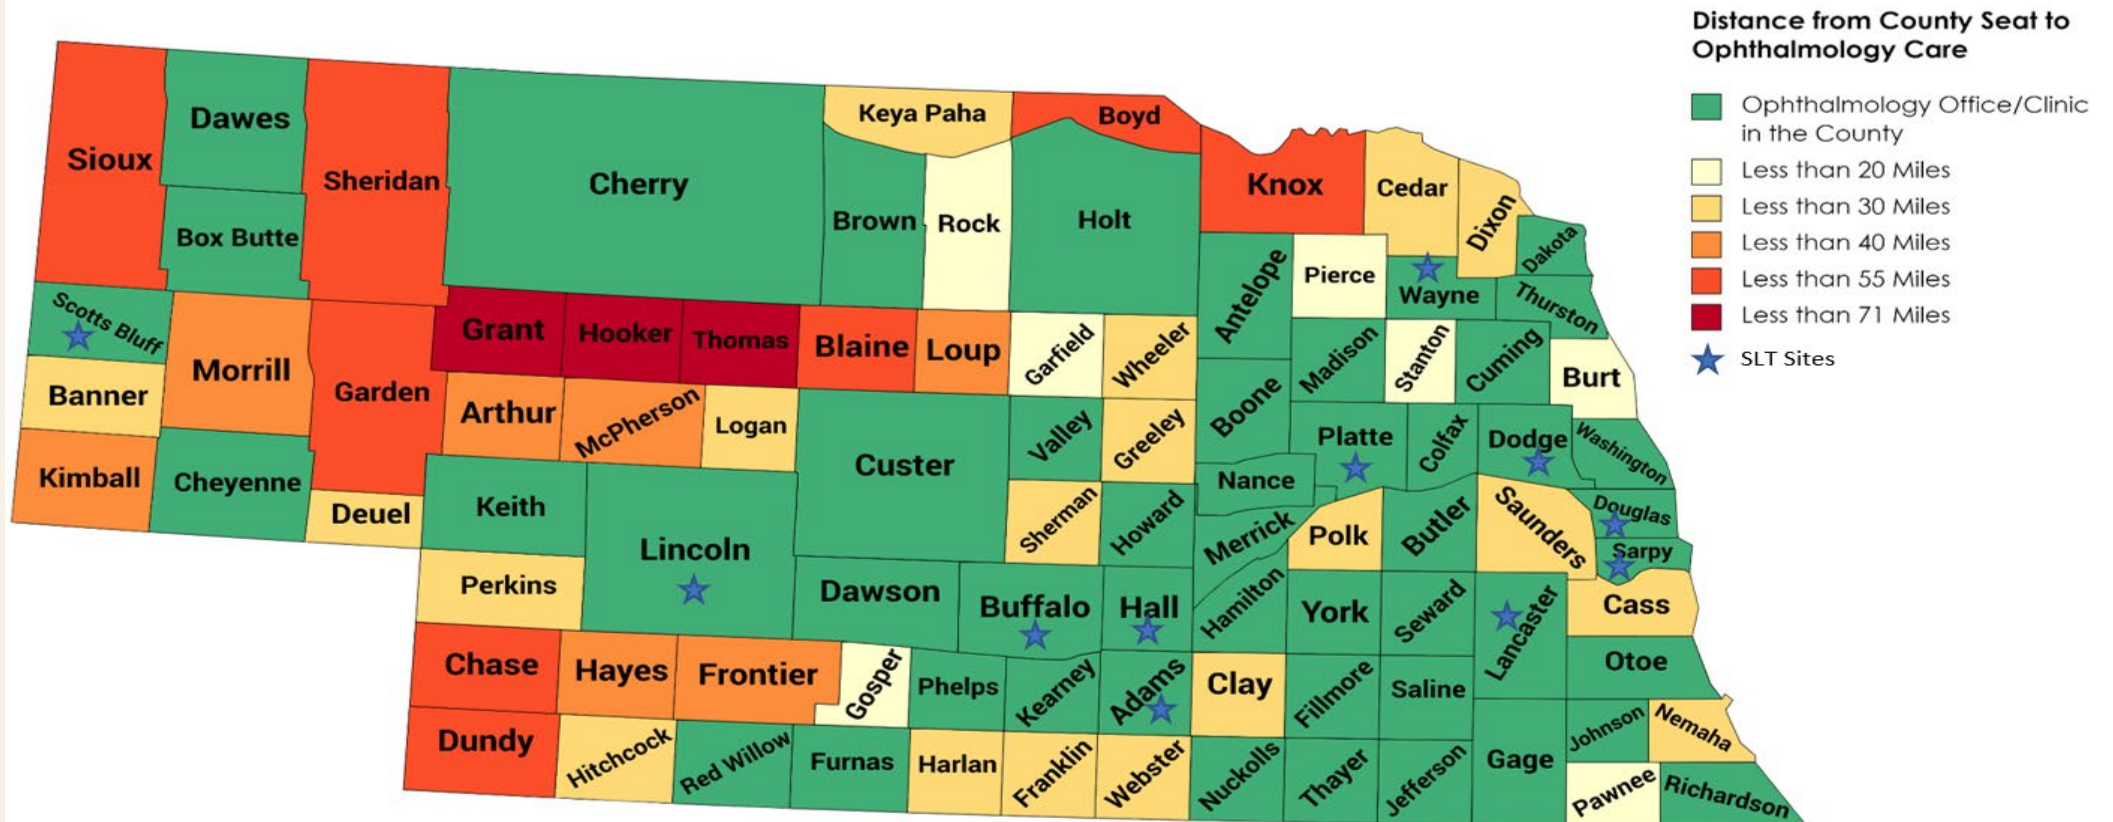 Distance from County Seat to
Ophthalmology Care
Ophthalmology Office/Clinic
in the County
Less than 20 Miles
Less than 30 Miles
Less than 40 Miles
Less than 55 Miles
Less than 71 Miles
SLT Sites
Sioux
Dawes
Box Butte
Sheridan
Cherry
Keya Paha
Brown
Rock
Boyd
Holt
Knox
Cedar
Dixon
Dakota
Antelope
Pierce
Wayne
Thurston
Scotts Bluff
Banner
Kimball
Morrill
Cheyenne
Garden
Deuel
Grant
Hooker
Thomas
Blaine
Loup
Garfield
Wheeler
Arthur
McPherson
Logan
Custer
Valley
Greeley
Boone
Madison
Stanton
Cuming
Burt
Keith
Lincoln
Sherman
Howard
Nance
Merrick
Platte
Colfax
Dodge
Washington
Douglas
Sarpy
Polk
Butler
Saunders
Cass
Perkins
Dawson
Buffalo
Hall
Hamilton
York
Seward
Lancaster
Otoe
Chase
Hayes
Frontier
Gosper
Phelps
Kearney
Adams
Clay
Fillmore
Saline
Dundy
Hitchcock
Red Willow
Furnas
Harlan
Franklin
Webster
Nuckolls
Thayer
Jefferson
Gage
Johnson
Nemaha
Pawnee
Richardson